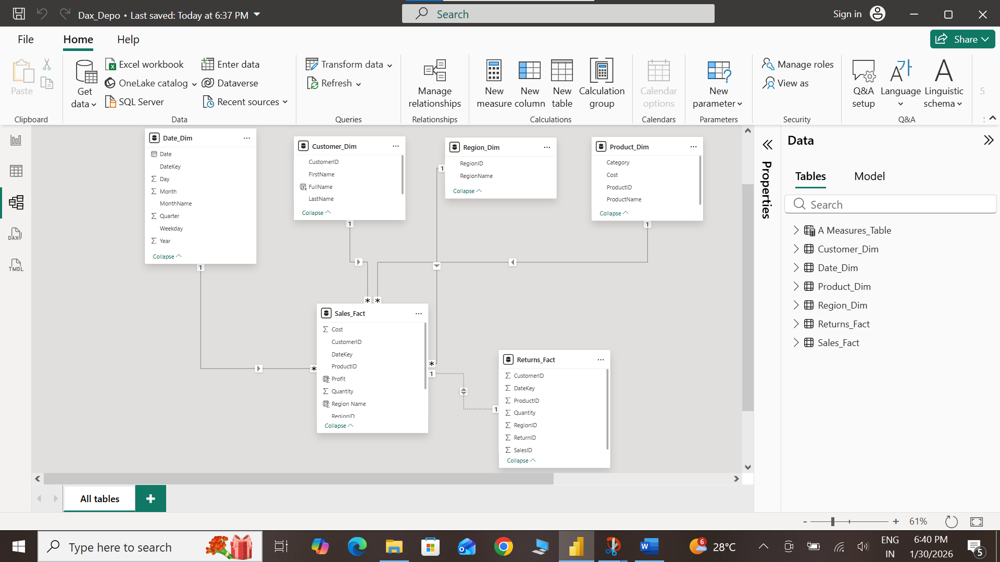 Dax_Depo • Last saved: Today at 6:37 PM
Search
Sign in
File
Home
Help
Share
Paste
Clipboard
Get data
Excel workbook
OneLake catalog
SQL Server
Enter data
Dataverse
Recent sources
Data
Transform data
Refresh
Queries
Manage relationships
Relationships
New measure
New column
New table
Calculation group
Calculations
Calendar options
Calendars
New parameter
Parameters
Manage roles
View as
Security
Q&A setup
Language
Linguistic schema
Q&A
S
DAX
TMDL
Date_Dim
Date
DateKey
Day
Month
MonthName
Quarter
Weekday
Year
Collapse
1
Customer_Dim
CustomerID
FirstName
FullName
LastName
Collapse
1
Region_Dim
RegionID
RegionName
Collapse
1
Product_Dim
Category
Cost
ProductID
ProductName
Collapse
1
* *
Sales_Fact
Cost
CustomerID
DateKey
ProductID
Profit
Quantity
Region Name
RegionID
Collapse
*
*
1
1
Returns_Fact
CustomerID
DateKey
ProductID
Quantity
RegionID
ReturnID
SalesID
Collapse
Properties
Data
Tables
Model
Search
A Measures_Table
Customer_Dim
Date_Dim
Product_Dim
Region_Dim
Returns_Fact
Sales_Fact
All tables
+
- + 61%
Type here to search
6
28°C
ENG
IN
6:40 PM
1/30/2026
5